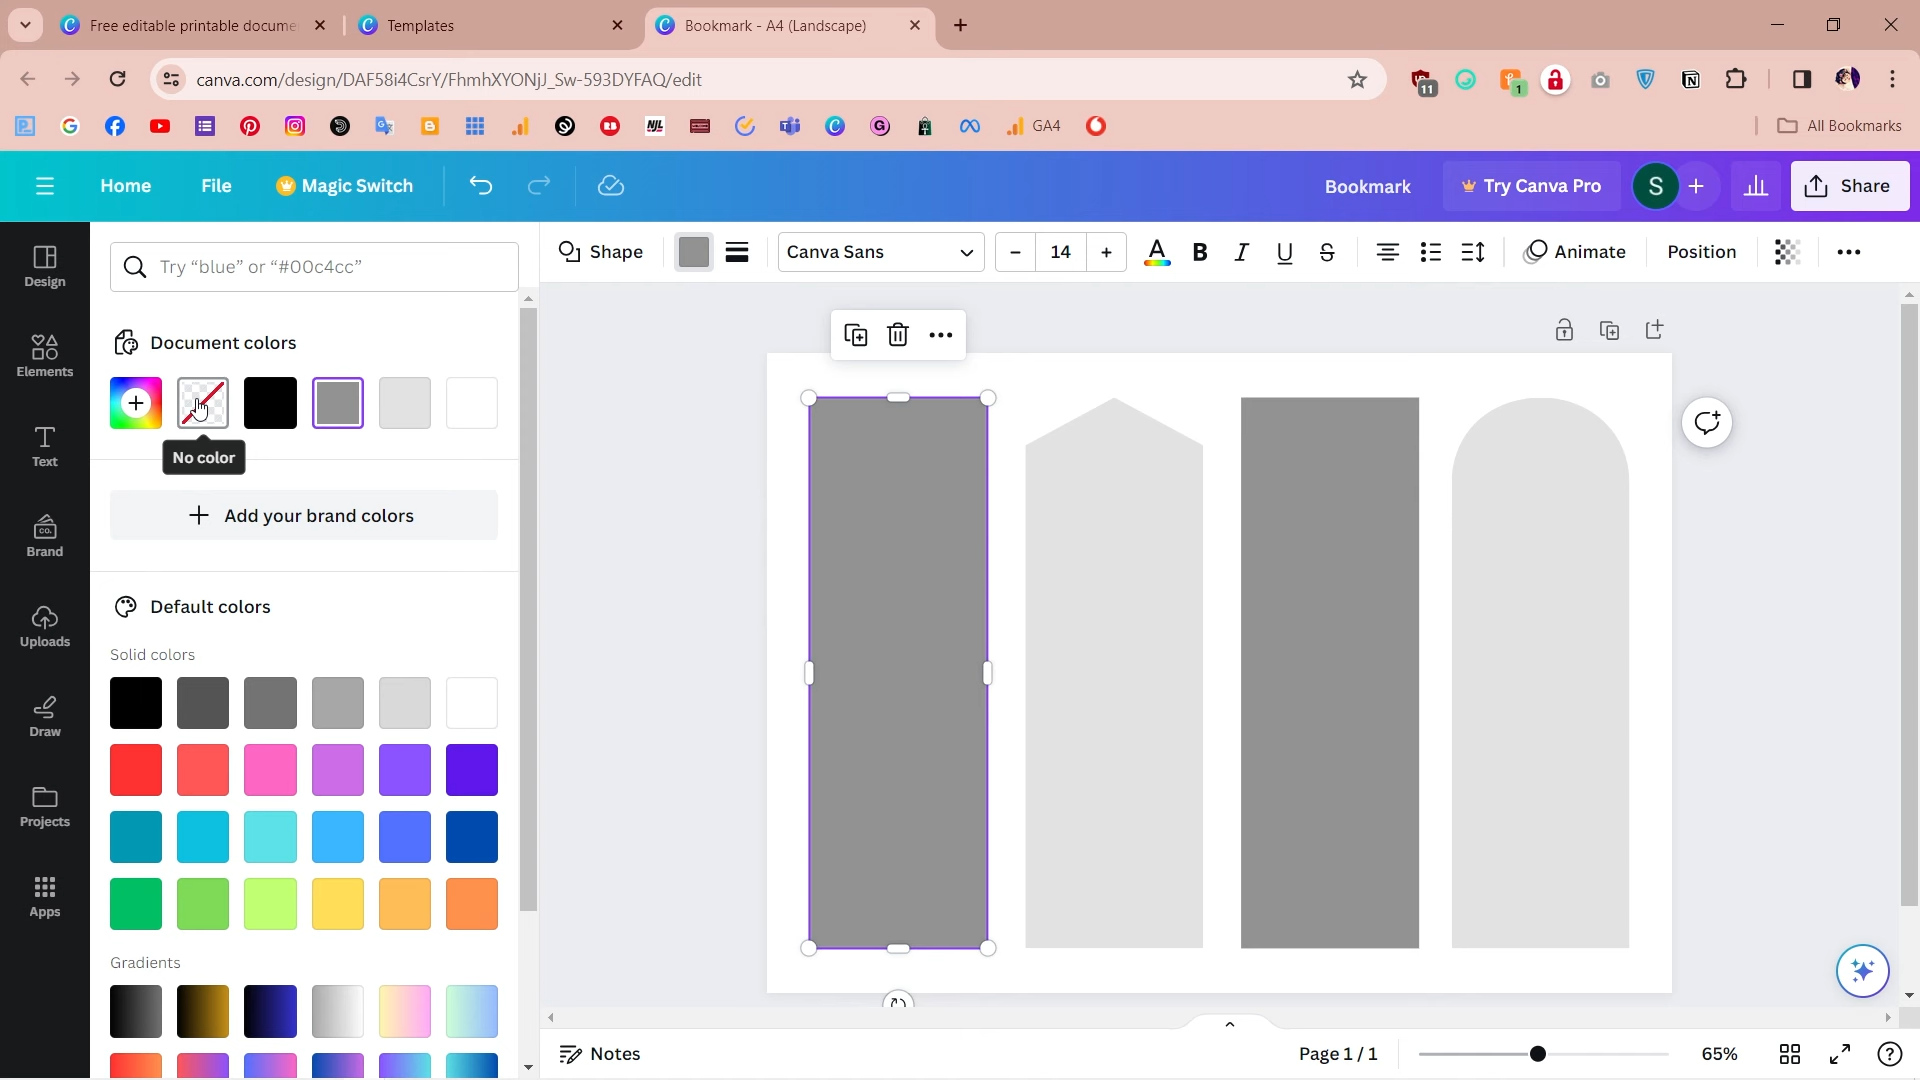 Free editable printable docume
Templates
Bookmark - A4 (Landscape)
canva.com/design/DAF58i4CsrY/FhmhXYONjJ_Sw-593DYFAQ/edit
11
1
NJL
GA4
All Bookmarks
Home
File
Magic Switch
Bookmark
Try Canva Pro
S
Share
Design
Elements
Text
Brand
Uploads
Draw
Projects
Apps
Try “blue” or “#00c4cc”
Document colors
No color
Add your brand colors
Default colors
Solid colors
Gradients
Shape
Canva Sans
14
Animate
Position
Notes
Page 1 / 1
65%